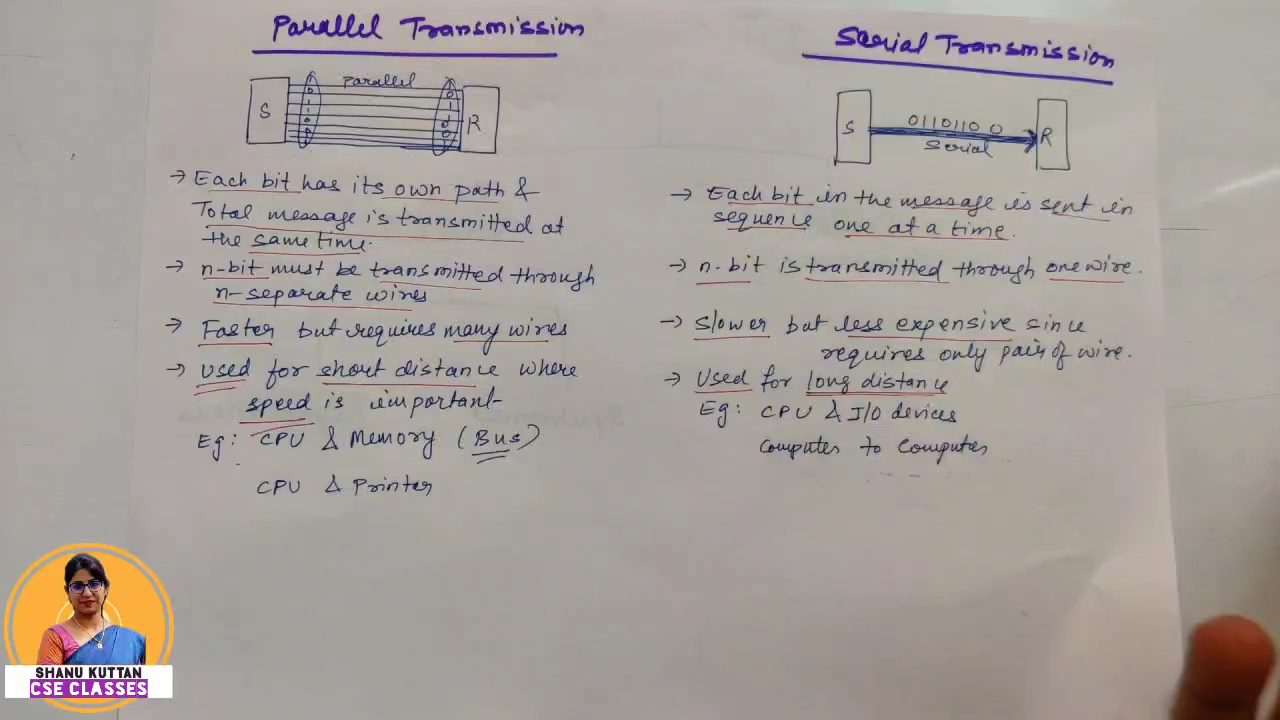 Parallel Transmission
S
parallel
R
→ Each bit has its own path &
Total message is transmitted at
the same time.
→ n-bit must be transmitted through
n-separate wires
→ Faster but requires many wires
→ used for short distance where
speed is important
Eg: CPU & Memory (Bus)
CPU & Printer
Serial Transmission
S
01101100
Serial
R
→ Each bit in the message is sent in
sequence one at a time.
→ n-bit is transmitted through one wire.
→ Slower but less expensive since
requires only pair of wire.
→ Used for long distance
Eg: CPU & I/O devices
Computer to Computer
SHANU KUTTAN
CSE CLASSES